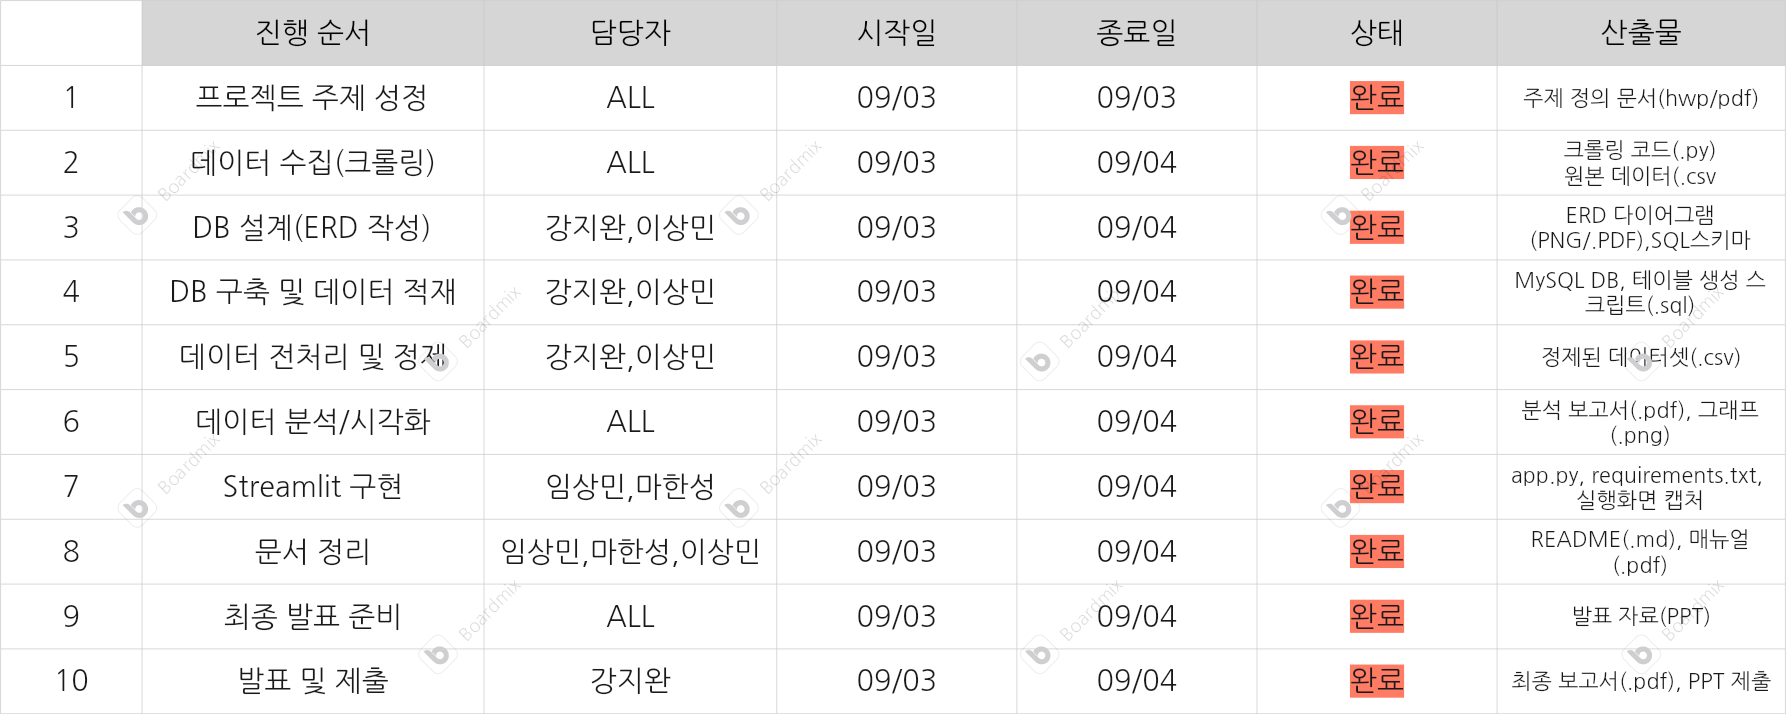 진행 순서 담당자 시작일 종료일 상태 산출물
1 프로젝트 주제 성정 ALL 09/03 09/03 완료 주제 정의 문서(hwp/pdf)
2 데이터 수집(크롤링) ALL 09/03 09/04 완료 크롤링 코드(.py)
원본 데이터(.csv
3 DB 설계(ERD 작성) 강지완,이상민 09/03 09/04 완료 ERD 다이어그램
(PNG/.PDF),SQL스키마
4 DB 구축 및 데이터 적재 강지완,이상민 09/03 09/04 완료 MySQL DB, 테이블 생성 스
크립트(.sql)
5 데이터 전처리 및 정제 강지완,이상민 09/03 09/04 완료 정제된 데이터셋(.csv)
6 데이터 분석/시각화 ALL 09/03 09/04 완료 분석 보고서(.pdf), 그래프
(.png)
7 Streamlit 구현 임상민,마한성 09/03 09/04 완료 app.py, requirements.txt,
실행화면 캡처
8 문서 정리 임상민,마한성,이상민 09/03 09/04 완료 README(.md), 매뉴얼
(.pdf)
9 최종 발표 준비 ALL 09/03 09/04 완료 발표 자료(PPT)
10 발표 및 제출 강지완 09/03 09/04 완료 최종 보고서(.pdf), PPT 제출
Boardmix
Boardmix
Boardmix
Boardmix
Boardmix
Boardmix
Boardmix
Boardmix
Boardmix
Boardmix
Boardmix
Boardmix